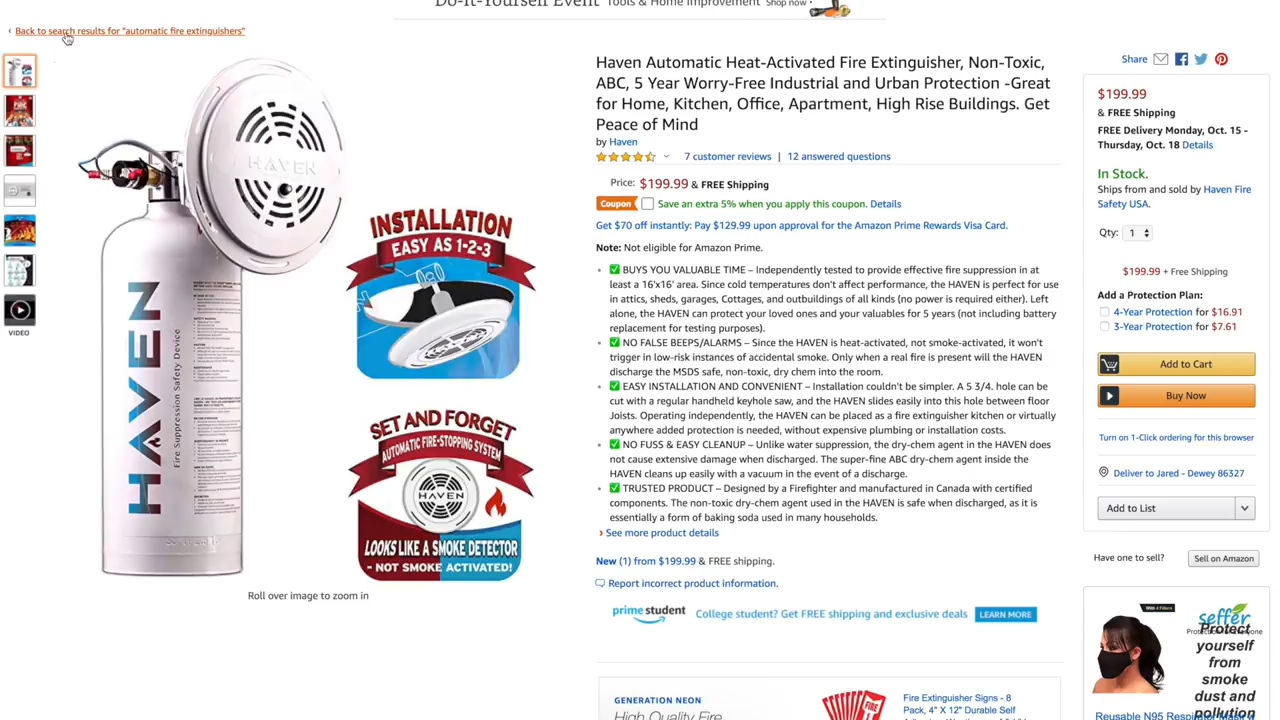 Do-It-Yourself Event Tools & Home Improvement Shop now
‹ Back to search results for "automatic fire extinguishers"
VIDEO
HAVEN
HAVEN
Fire Suppression Safety Device
INSTALLATION
EASY AS 1-2-3
SET AND FORGET
AUTOMATIC FIRE-STOPPING SYSTEM
HAVEN
LOOKS LIKE A SMOKE DETECTOR
- NOT SMOKE ACTIVATED!
Roll over image to zoom in
Haven Automatic Heat-Activated Fire Extinguisher, Non-Toxic,
ABC, 5 Year Worry-Free Industrial and Urban Protection -Great
for Home, Kitchen, Office, Apartment, High Rise Buildings. Get
Peace of Mind
by Haven
7 customer reviews | 12 answered questions
Price: $199.99 & FREE Shipping
Coupon Save an extra 5% when you apply this coupon. Details
Get $70 off instantly: Pay $129.99 upon approval for the Amazon Prime Rewards Visa Card.
Note: Not eligible for Amazon Prime.
✅ BUYS YOU VALUABLE TIME – Independently tested to provide effective fire suppression in at
least a 16'x16' area. Since cold temperatures don't affect performance, the HAVEN is perfect for use
in attics, sheds, garages, Cottages, and outbuildings of all kinds (no power is required either). Left
alone, the HAVEN can protect your loved ones and your valuables for 5 years (not including battery
replacement for testing purposes).
✅ NO FALSE BEEPS/ALARMS – Since the HAVEN is heat-activated, not smoke-activated, it won't
trigger in low-risk instances of accidental smoke. Only when a real fire is present will the HAVEN
discharge the MSDS safe, non-toxic, dry chem into the room.
✅ EASY INSTALLATION AND CONVENIENT – Installation couldn't be simpler. A 5 3/4. hole can be
cut with a regular handheld keyhole saw, and the HAVEN slides easily into this hole between floor
joists. Operating independently, the HAVEN can be placed as a fire extinguisher kitchen or virtually
anywhere added protection is needed, without expensive plumbing or installation costs.
✅ NO FUSS & EASY CLEANUP – Unlike water suppression, the dry-chem agent in the HAVEN does
not cause extensive damage when discharged. The super-fine ABC dry-chem agent inside the
HAVEN cleans up easily with a vacuum in the event of a discharge.
✅ TRUSTED PRODUCT – Designed by a Firefighter and manufactured in Canada with certified
components. The non-toxic dry-chem agent used in the HAVEN is safe when discharged, as it is
essentially a form of baking soda used in many households.
› See more product details
New (1) from $199.99 & FREE shipping.
Report incorrect product information.
prime student College student? Get FREE shipping and exclusive deals LEARN MORE
GENERATION NEON
High Quality Fire
Fire Extinguisher Signs - 8
Pack, 4" X 12" Durable Self
Share
$199.99
& FREE Shipping
FREE Delivery Monday, Oct. 15 -
Thursday, Oct. 18 Details
In Stock.
Ships from and sold by Haven Fire
Safety USA.
Qty: 1
$199.99 + Free Shipping
Add a Protection Plan:
4-Year Protection for $16.91
3-Year Protection for $7.61
Add to Cart
Buy Now
Turn on 1-Click ordering for this browser
Deliver to Jared - Dewey 86327
Add to List
Have one to sell? Sell on Amazon
seffer
Protect
yourself
from
smoke
dust and
pollution
Reusable N95